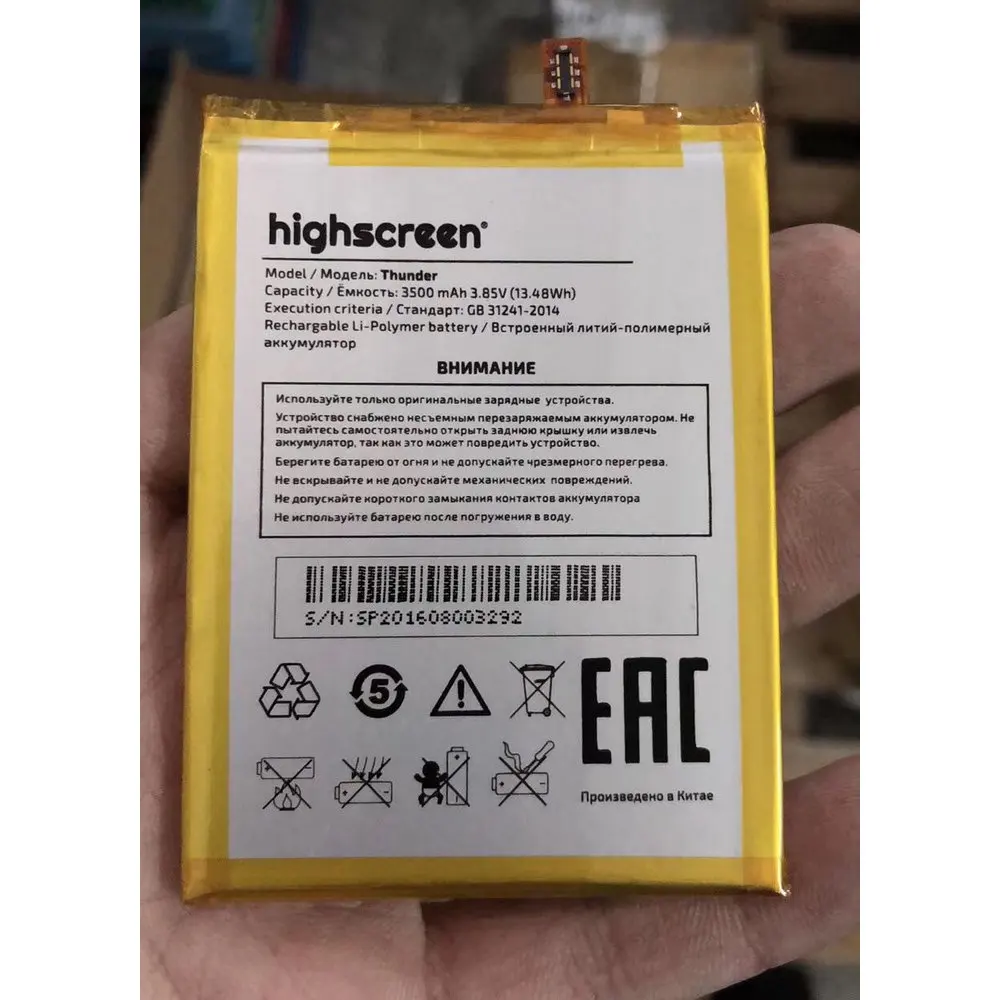 highscreen®
Model / Модель: Thunder
Capacity / Ёмкость: 3500 mAh 3.85V (13.48Wh)
Execution criteria / Стандарт: GB 31241-2014
Rechargable Li-Polymer battery / Встроенный литий-полимерный
аккумулятор
ВНИМАНИЕ
Используйте только оригинальные зарядные устройства.
Устройство снабжено несъемным перезаряжаемым аккумулятором. Не
пытайтесь самостоятельно открыть заднюю крышку или извлечь
аккумулятор, так как это может повредить устройство.
Берегите батарею от огня и не допускайте чрезмерного перегрева.
Не вскрывайте и не допускайте механических повреждений.
Не допускайте короткого замыкания контактов аккумулятора
Не используйте батарею после погружения в воду.
S/N:SP201608003292
5
EAC
Произведено в Китае